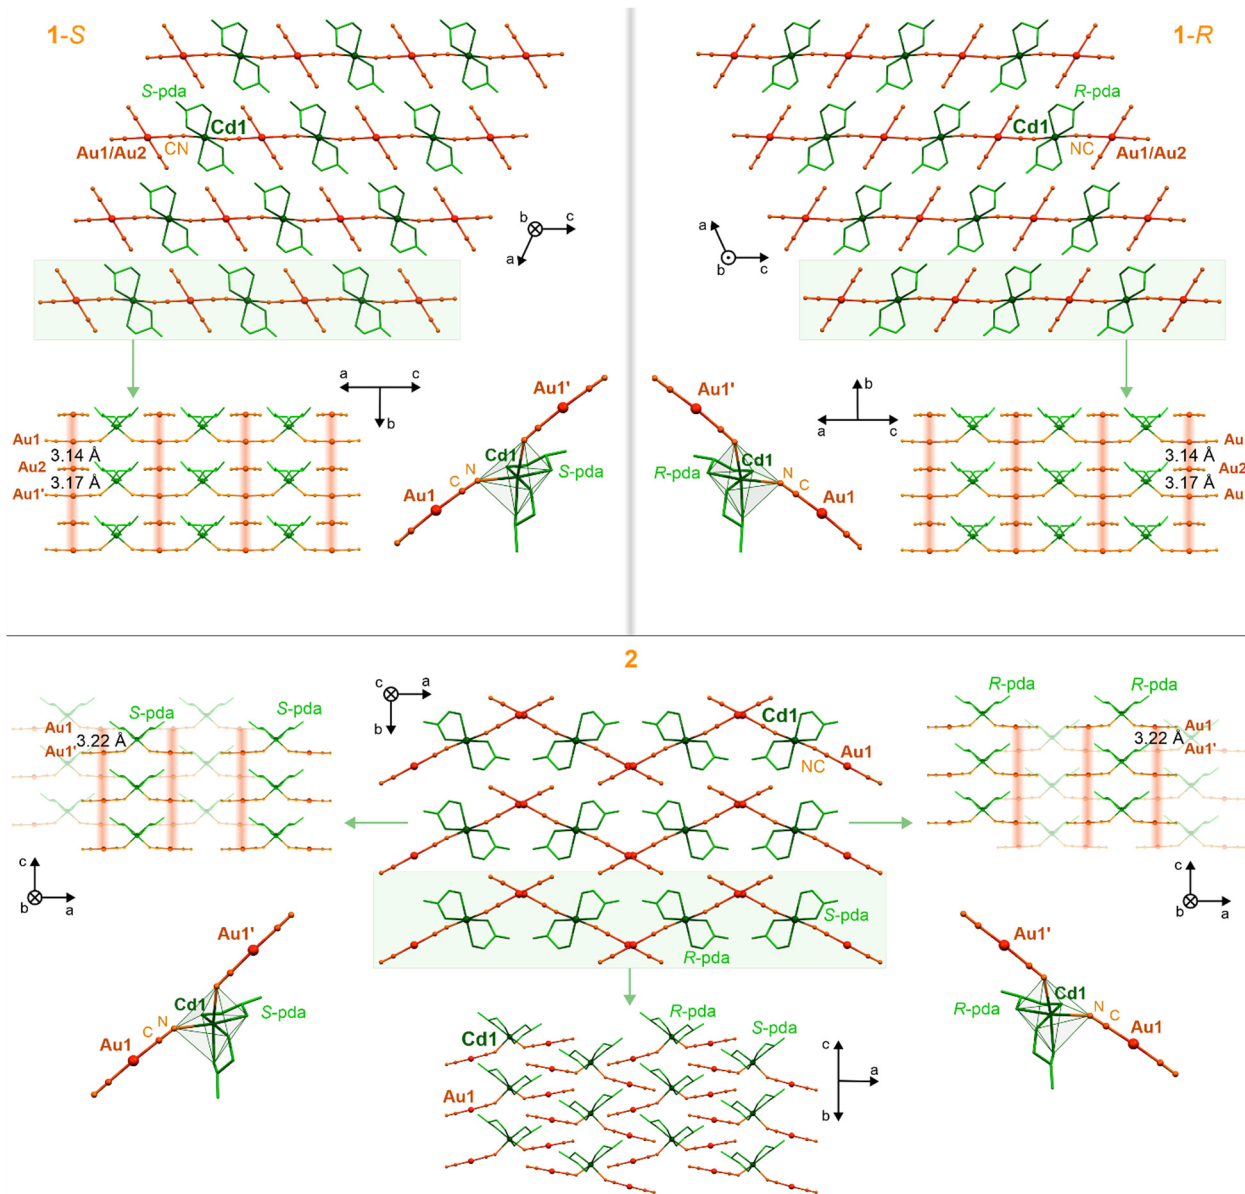 1-S
1-R
S-pda
Cd1
CN
Au1/Au2
R-pda
Cd1
NC
Au1/Au2
b
c
a
a
b
c
a
c
b
Au1
3.14 Å
Au2
3.17 Å
Au1'
Au1'
Cd1
N
C
S-pda
Au1
Au1'
Cd1
R-pda
N
C
Au1
b
a
c
Au
3.14 Å
Au2
3.17 Å
Au
2
S-pda
S-pda
Au1
Au1'
3.22 Å
c
b
a
c
a
b
Cd1
Au1
NC
S-pda
R-pda
R-pda
R-pda
Au1
Au1'
3.22 Å
c
b
a
Au1'
Cd1
N
C
S-pda
Au1
Cd1
R-pda
S-pda
Au1
c
a
b
Au1'
Cd1
R-pda
N
C
Au1